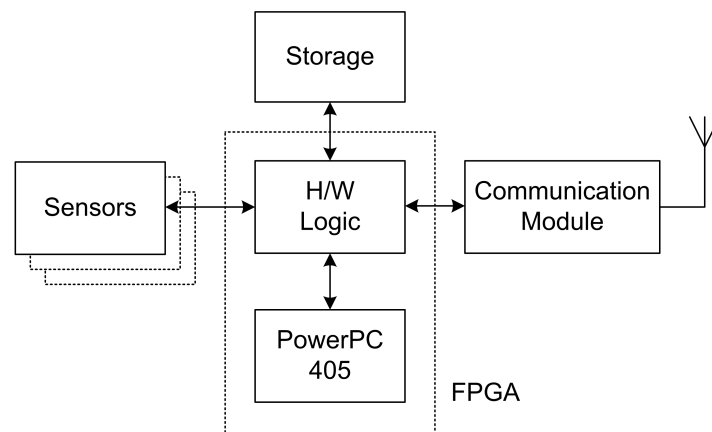 Storage
Sensors
H/W
Logic
Communication
Module
PowerPC
405
FPGA